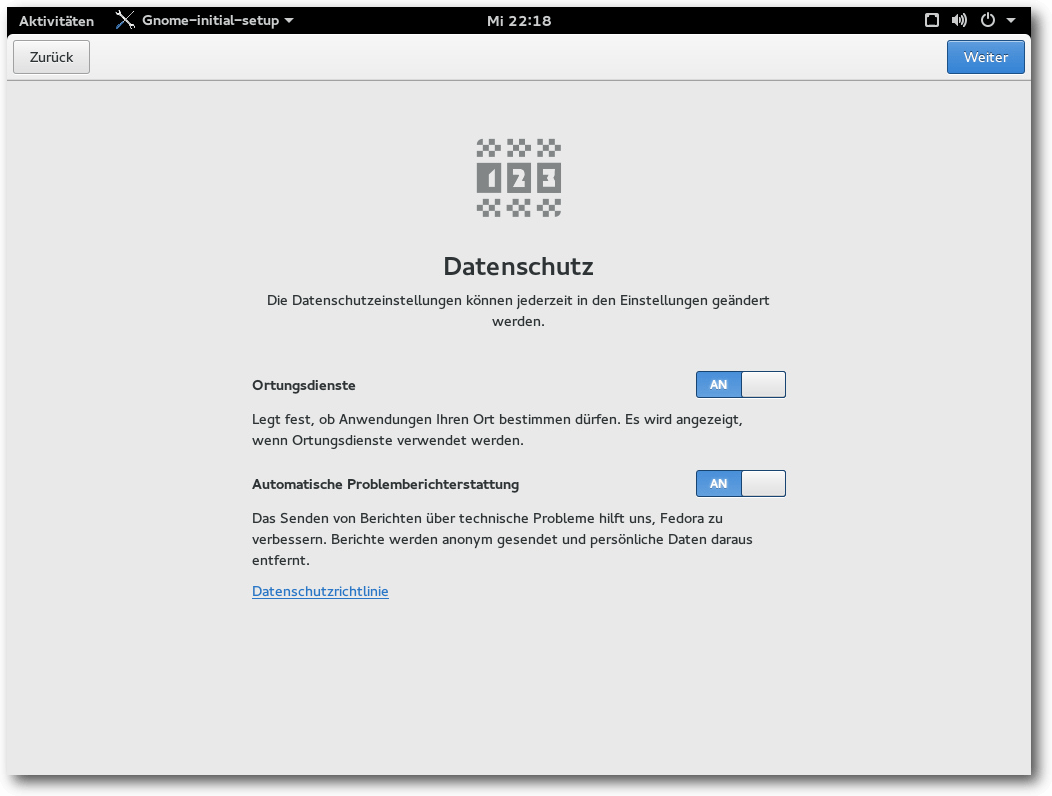 Aktivitäten Gnome-initial-setup Mi 22:18
Zurück Weiter
123
Datenschutz
Die Datenschutzeinstellungen können jederzeit in den Einstellungen geändert
werden.
Ortungsdienste AN
Legt fest, ob Anwendungen Ihren Ort bestimmen dürfen. Es wird angezeigt,
wenn Ortungsdienste verwendet werden.
Automatische Problemberichterstattung AN
Das Senden von Berichten über technische Probleme hilft uns, Fedora zu
verbessern. Berichte werden anonym gesendet und persönliche Daten daraus
entfernt.
Datenschutzrichtlinie